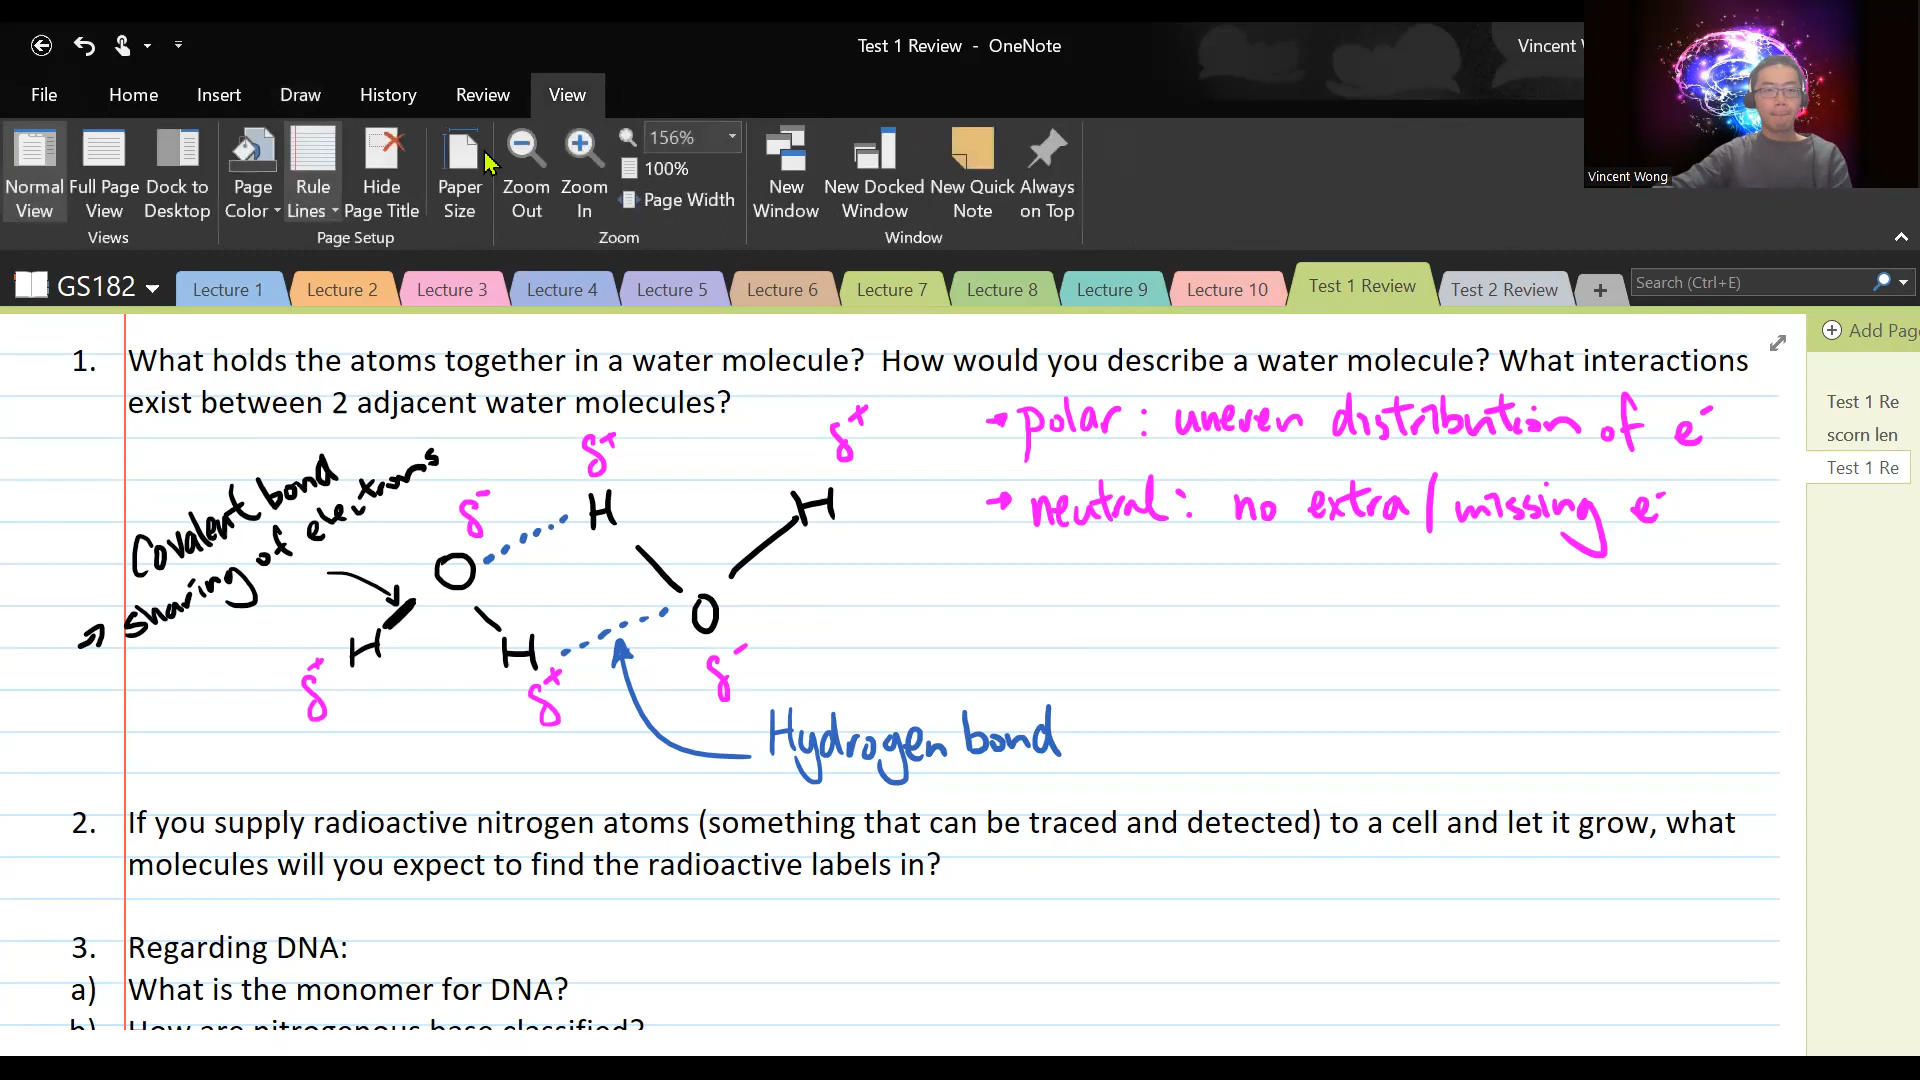 Test 1 Review - OneNote
Vincent
File Home Insert Draw History Review View
156%
100%
Page Width
Normal View
Full Page View
Dock to Desktop
Page Color
Rule Lines
Hide Page Title
Paper Size
Zoom Out
Zoom In
New Window
New Docked Window
New Quick Note
Always on Top
Views Page Setup Zoom Window
Vincent Wong
GS182 Lecture 1 Lecture 2 Lecture 3 Lecture 4 Lecture 5 Lecture 6 Lecture 7 Lecture 8 Lecture 9 Lecture 10 Test 1 Review Test 2 Review + Search (Ctrl+E)
Add Pag
Test 1 Re
scorn len
Test 1 Re
1. What holds the atoms together in a water molecule? How would you describe a water molecule? What interactions
exist between 2 adjacent water molecules?
→ polar : uneven distribution of e⁻
→ neutral : no extra / missing e⁻
Covalent bond
→ sharing of electrons
δ⁺ δ⁺
δ⁻ H H
O
O
H H
δ⁺ δ⁺ δ⁻
Hydrogen bond
2. If you supply radioactive nitrogen atoms (something that can be traced and detected) to a cell and let it grow, what
molecules will you expect to find the radioactive labels in?
3. Regarding DNA:
a) What is the monomer for DNA?
b) How are nitrogenous base classified?